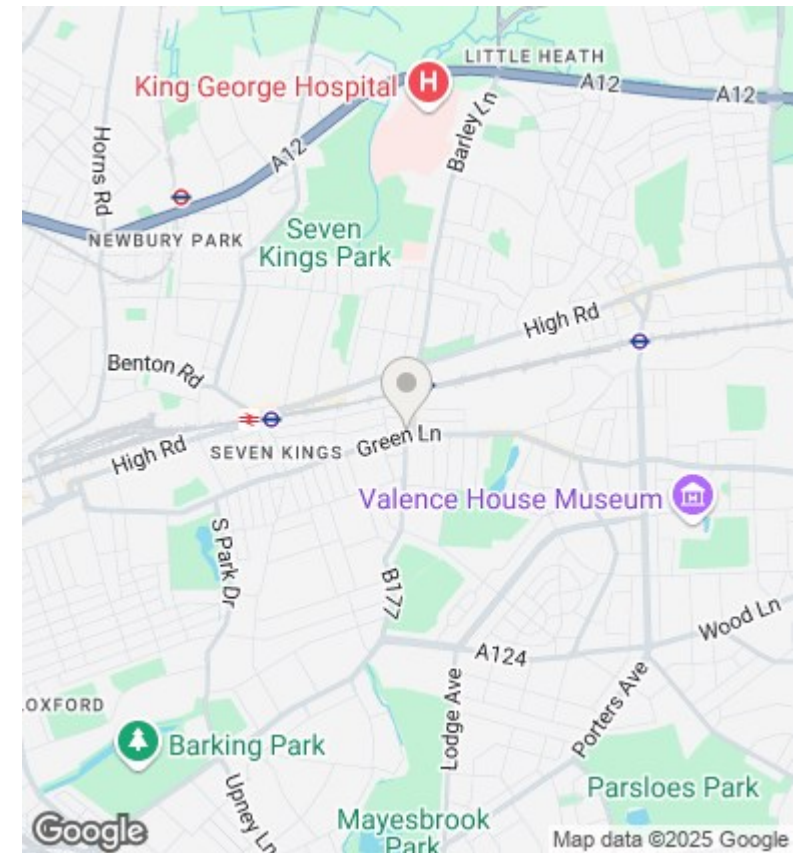 LITTLE HEATH
King George Hospital
H
A12
A12
Barley Ln
Horns Rd
A12
NEWBURY PARK
Seven
Kings Park
High Rd
Benton Rd
High Rd
SEVEN KINGS
Green Ln
Valence House Museum
S Park Dr
B177
Wood Ln
A124
Lodge Ave
Porters Ave
OXFORD
Barking Park
Upney Ln
Parsloes Park
Mayesbrook
Park
Google
Map data ©2025 Google